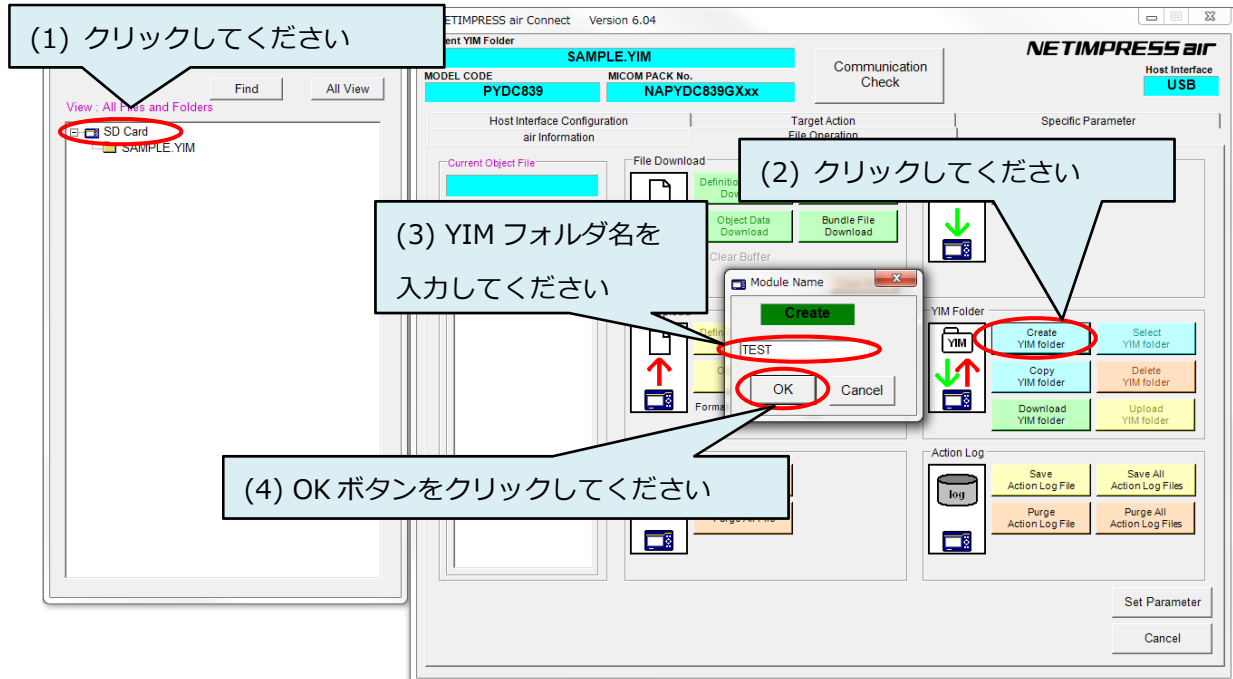 (1) クリックしてください
Find
All View
View : All Files and Folders
SD Card
SAMPLE.YIM
NETIMPRESS air Connect Version 6.04
ent YIM Folder
SAMPLE.YIM
MODEL CODE
MICOM PACK No.
PYDC839
NAPYDC839GXxx
Communication
Check
NETIMPRESS air
Host Interface
USB
Host Interface Configuration
Target Action
Specific Parameter
air Information
File Operation
Current Object File
File Download
Object Data
Download
Bundle File
Download
Clear Buffer
(2) クリックしてください
(3) YIM フォルダ名を
入力してください
Module Name
Create
TEST
OK
Cancel
YIM Folder
YIM
Create
YIM folder
Select
YIM folder
Copy
YIM folder
Delete
YIM folder
Download
YIM folder
Upload
YIM folder
(4) OK ボタンをクリックしてください
Action Log
log
Save
Action Log File
Save All
Action Log Files
Purge
Action Log File
Purge All
Action Log Files
Set Parameter
Cancel